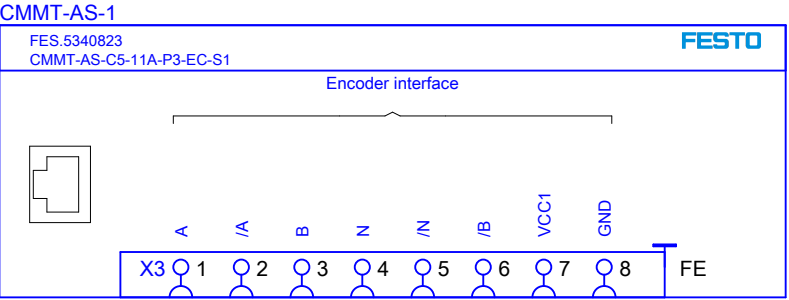 CMMT-AS-1
FES.5340823
CMMT-AS-C5-11A-P3-EC-S1
FESTO
Encoder interface
A /A B N /N /B VCC1 GND
X3 1 2 3 4 5 6 7 8 FE